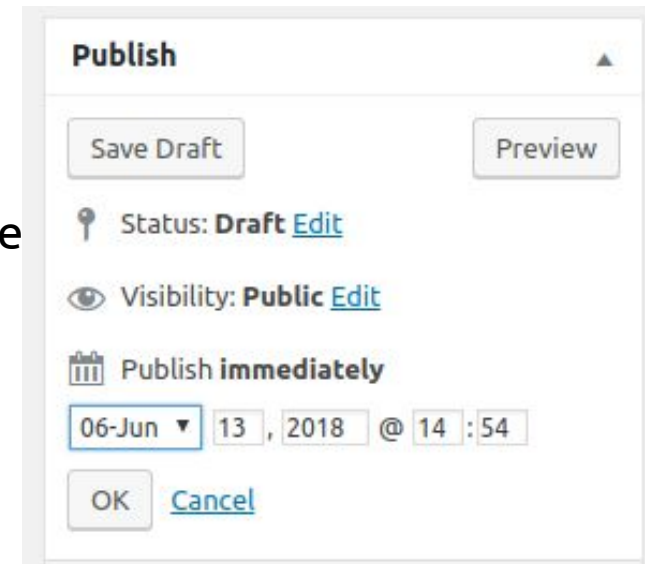 Publish
Save Draft Preview
e
Status: Draft Edit
Visibility: Public Edit
Publish immediately
06-Jun 13 , 2018 @ 14 : 54
OK Cancel